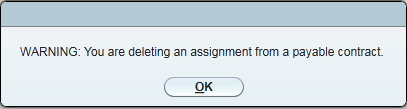 WARNING: You are deleting an assignment from a payable contract.
OK